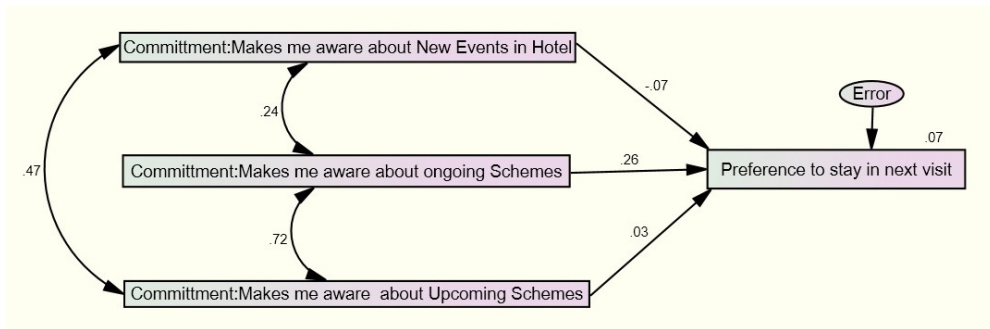 Committment:Makes me aware about New Events in Hotel
-.07
Error
.24
.07
.47
Committment:Makes me aware about ongoing Schemes
.26
Preference to stay in next visit
.72
.03
Committment:Makes me aware  about Upcoming Schemes